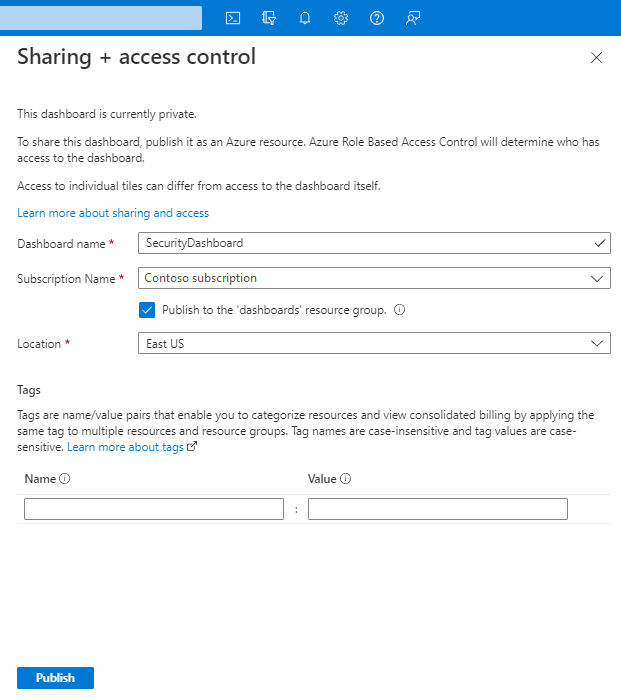 Sharing + access control
This dashboard is currently private.
To share this dashboard, publish it as an Azure resource. Azure Role Based Access Control will determine who has
access to the dashboard.
Access to individual tiles can differ from access to the dashboard itself.
Learn more about sharing and access
Dashboard name * SecurityDashboard
Subscription Name * Contoso subscription
Publish to the 'dashboards' resource group.
Location * East US
Tags
Tags are name/value pairs that enable you to categorize resources and view consolidated billing by applying the
same tag to multiple resources and resource groups. Tag names are case-insensitive and tag values are case-
sensitive. Learn more about tags
Name Value
:
Publish